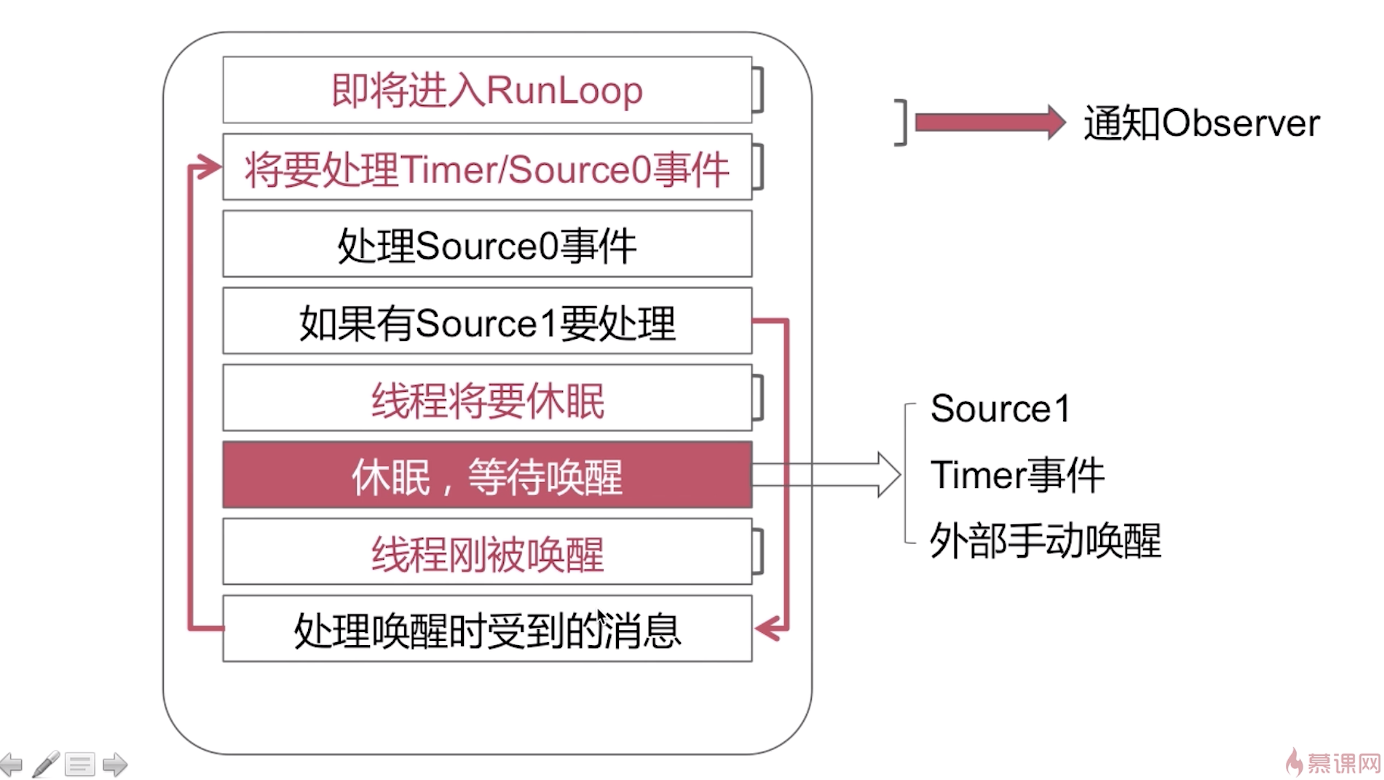 即将进入RunLoop
通知Observer
将要处理Timer/Source0事件
处理Source0事件
如果有Source1要处理
线程将要休眠
Source1
休眠，等待唤醒
Timer事件
线程刚被唤醒
外部手动唤醒
处理唤醒时受到的消息
慕课网